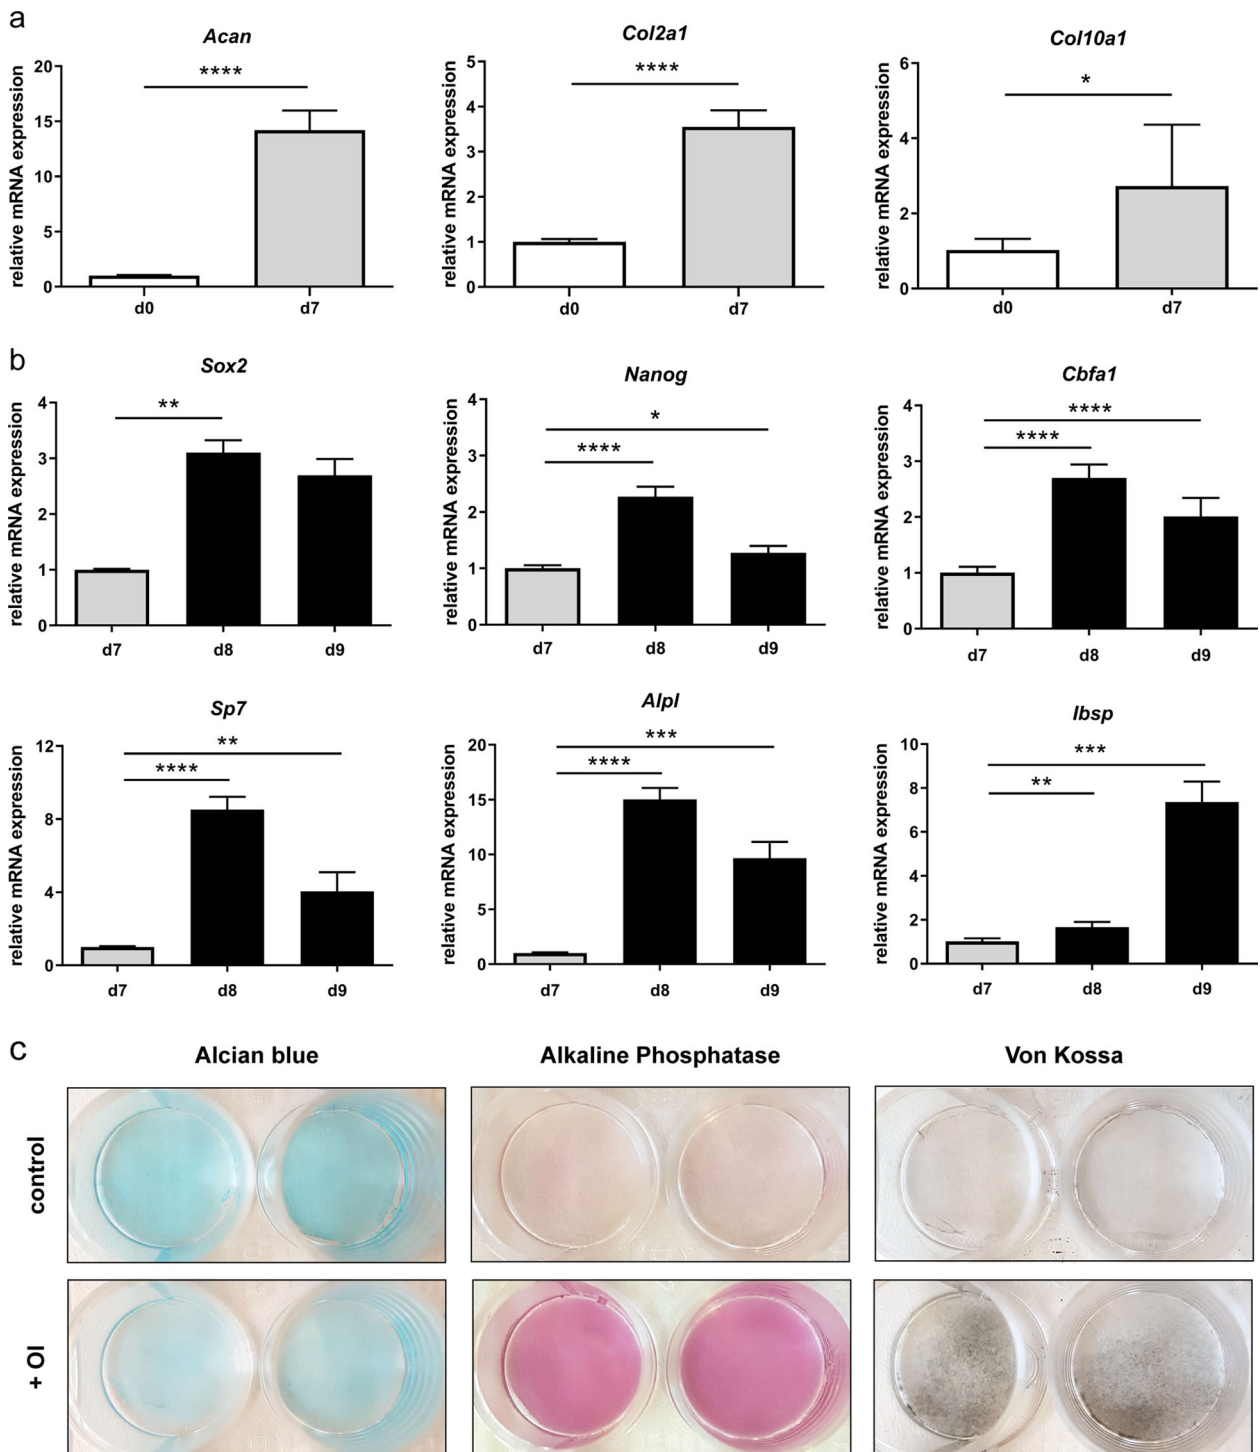 a
Acan
Col2a1
Col10a1
relative mRNA expression
20
15
10
5
0
****
d0
d7
relative mRNA expression
5
4
3
2
1
0
****
d0
d7
relative mRNA expression
6
4
2
0
*
d0
d7
b
Sox2
Nanog
Cbfa1
relative mRNA expression
4
3
2
1
0
**
d7
d8
d9
relative mRNA expression
4
3
2
1
0
*
****
d7
d8
d9
relative mRNA expression
4
3
2
1
0
****
****
d7
d8
d9
Sp7
Alpl
Ibsp
relative mRNA expression
12
8
4
0
**
****
d7
d8
d9
relative mRNA expression
20
15
10
5
0
***
****
d7
d8
d9
relative mRNA expression
10
8
6
4
2
0
***
**
d7
d8
d9
c
Alcian blue
Alkaline Phosphatase
Von Kossa
control
+ OI